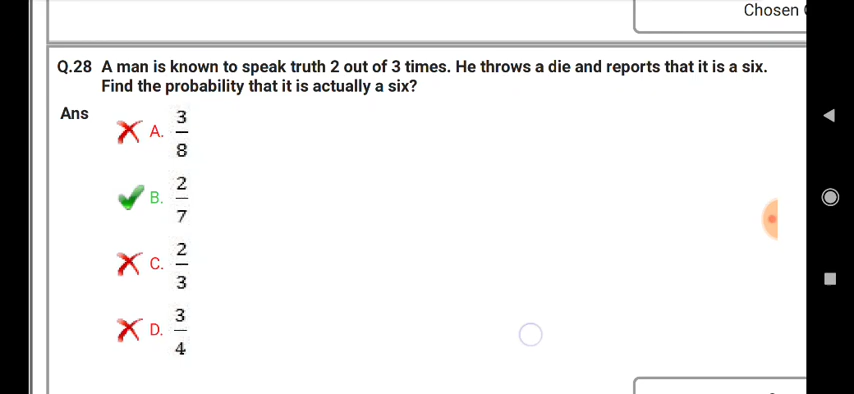 Chosen
Q.28 A man is known to speak truth 2 out of 3 times. He throws a die and reports that it is a six.
Find the probability that it is actually a six?
Ans
A. 3/8
B. 2/7
C. 2/3
D. 3/4